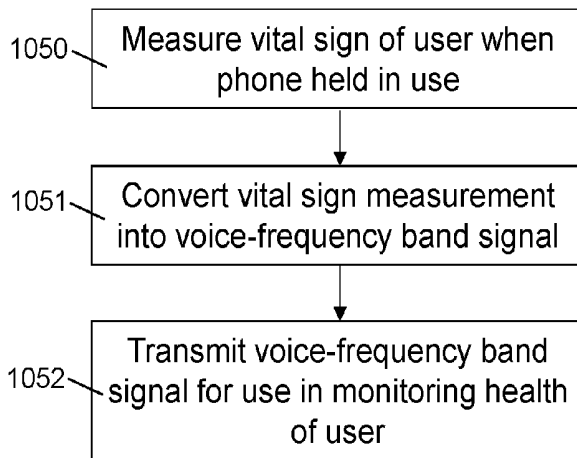 1050
Measure vital sign of user when
phone held in use
1051
Convert vital sign measurement
into voice-frequency band signal
1052
Transmit voice-frequency band
signal for use in monitoring health
of user